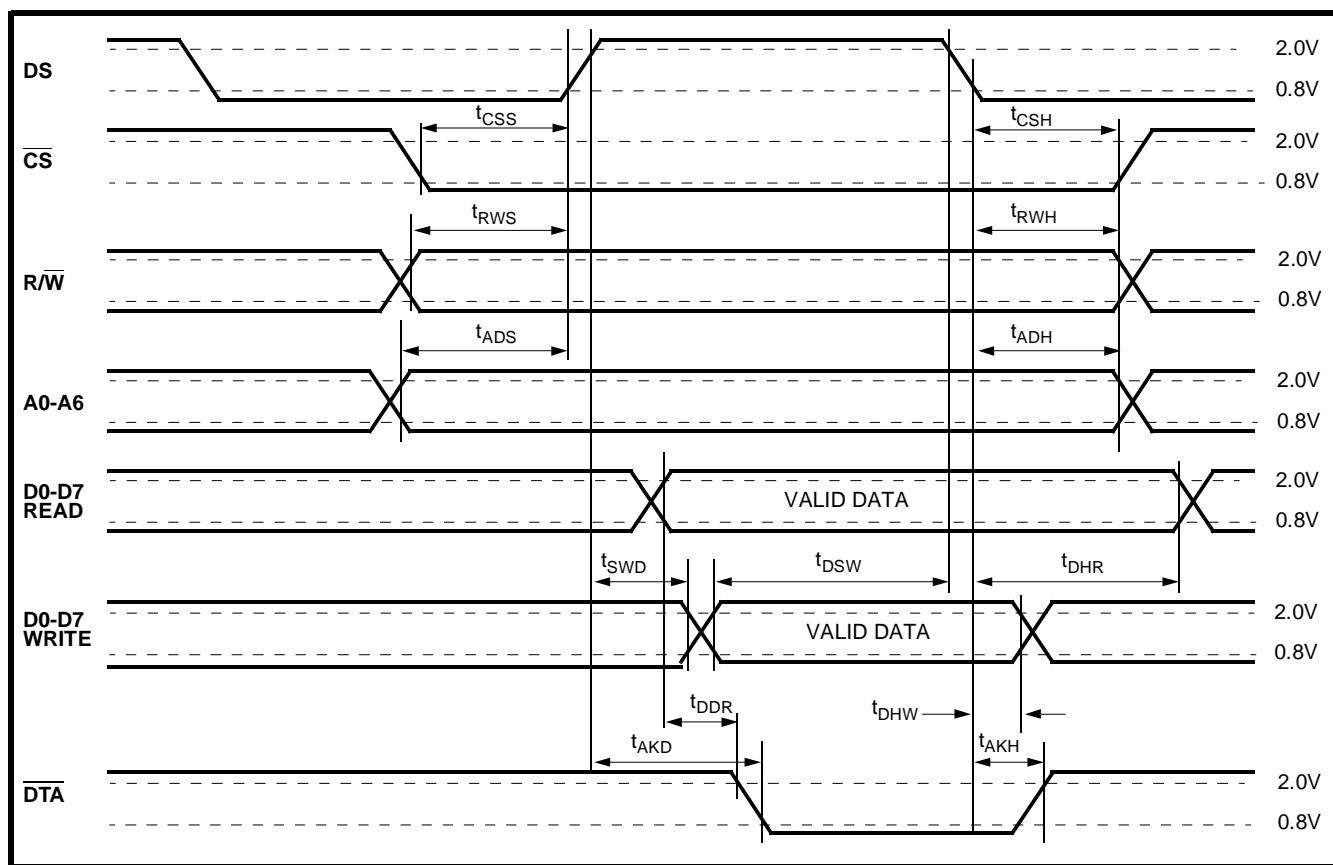 DS
2.0V
0.8V
tCSS
tCSH
CS
2.0V
0.8V
tRWS
tRWH
R/W
2.0V
0.8V
tADS
tADH
A0-A6
2.0V
0.8V
D0-D7
READ
VALID DATA
2.0V
0.8V
tSWD
tDSW
tDHR
D0-D7
WRITE
VALID DATA
2.0V
0.8V
tDDR
tDHW
tAKD
tAKH
DTA
2.0V
0.8V